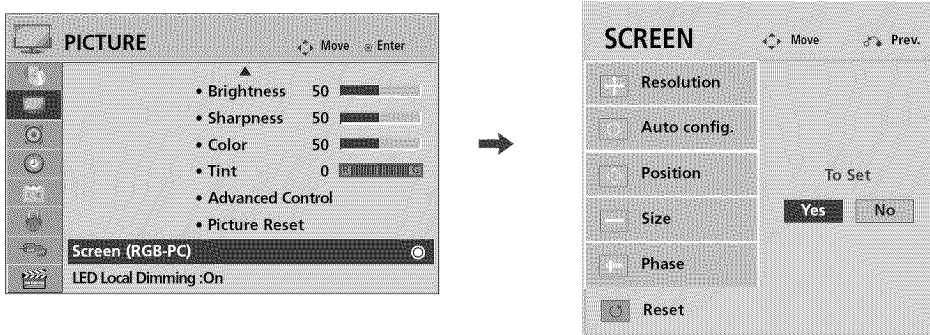 PICTURE
Move Enter
• Brightness 50
• Sharpness 50
• Color 50
• Tint 0 R G
• Advanced Control
• Picture Reset
Screen (RGB-PC)
LED Local Dimming :On
SCREEN
Move Prev.
Resolution
Auto config.
Position
Size
Phase
Reset
To Set
Yes No